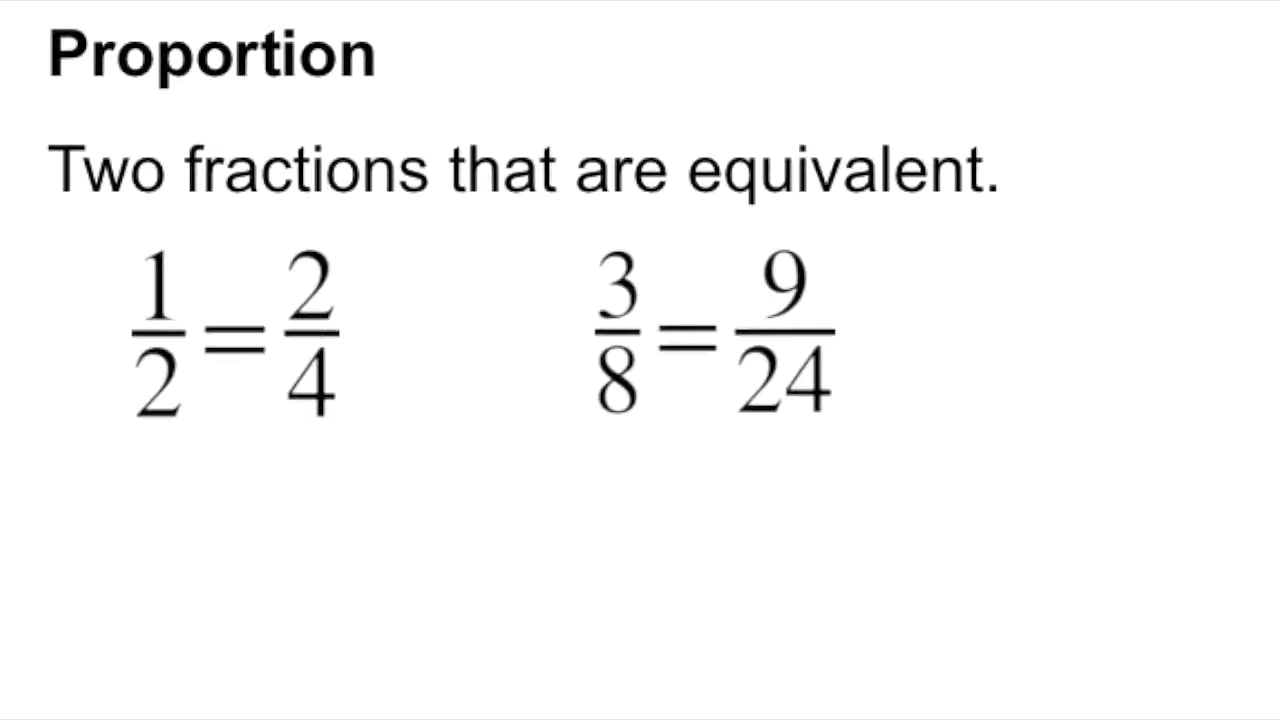 Proportion
Two fractions that are equivalent.
1/2 = 2/4 3/8 = 9/24